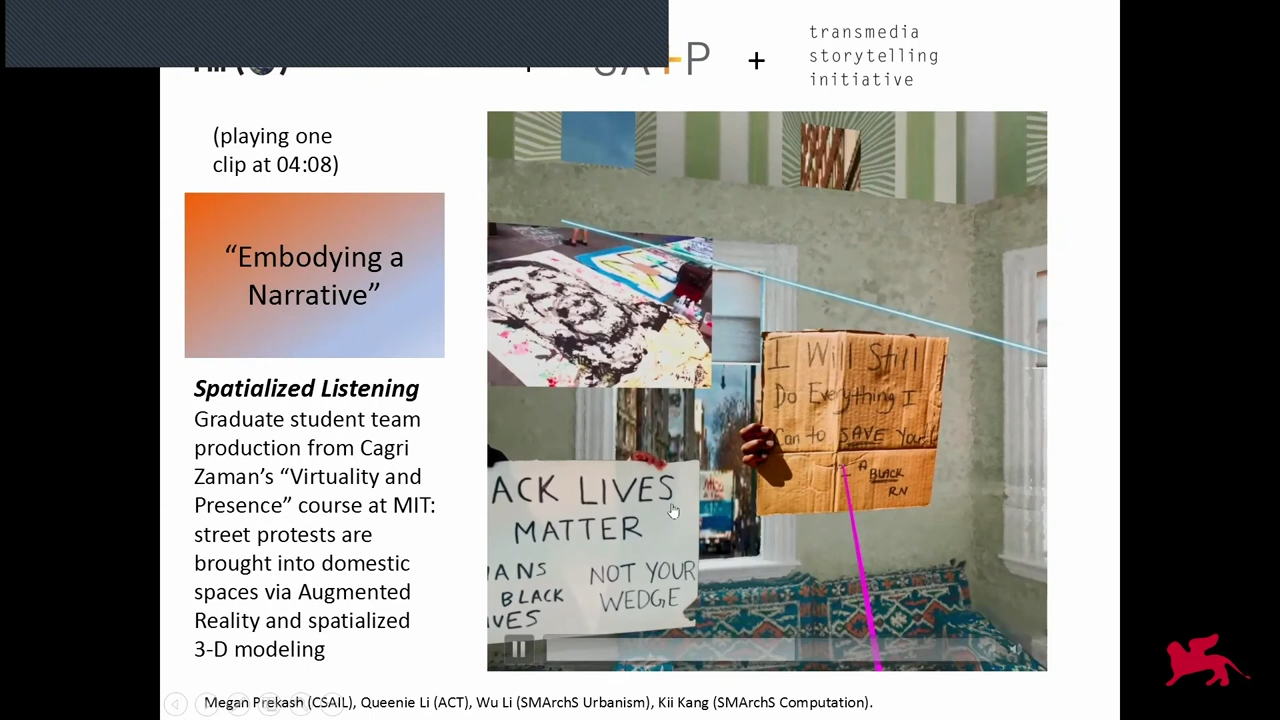 +
P
+
transmedia
storytelling
initiative
(playing one
clip at 04:08)
“Embodying a
Narrative”
Spatialized Listening
Graduate student team
production from Cagri
Zaman’s “Virtuality and
Presence” course at MIT:
street protests are
brought into domestic
spaces via Augmented
Reality and spatialized
3-D modeling
I Will Still
Do Everything I
Can to SAVE You!
A
BLACK
RN
ACK LIVES
MATTER
ANS
BLACK
VES
NOT YOUR
WEDGE
Megan Prekash (CSAIL), Queenie Li (ACT), Wu Li (SMArchS Urbanism), Kii Kang (SMArchS Computation).